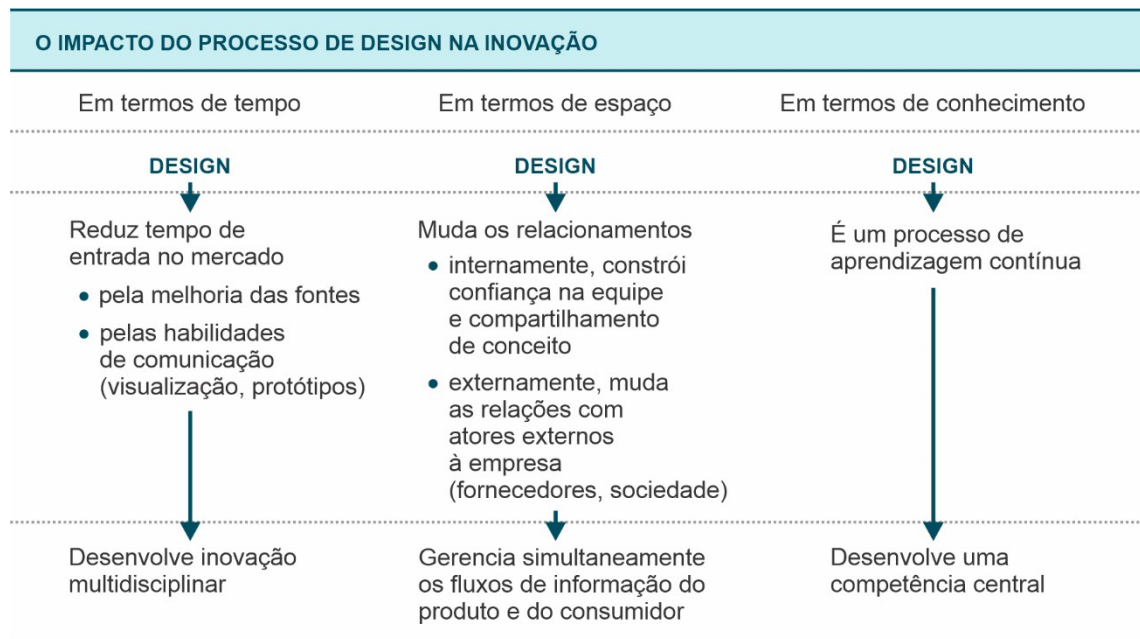 O IMPACTO DO PROCESSO DE DESIGN NA INOVAÇÃO
Em termos de tempo
DESIGN
Reduz tempo de
entrada no mercado
• pela melhoria das fontes
• pelas habilidades
de comunicação
(visualização, protótipos)
Desenvolve inovação
multidisciplinar
Em termos de espaço
DESIGN
Muda os relacionamentos
• internamente, constrói
confiança na equipe
e compartilhamento
de conceito
• externamente, muda
as relações com
atores externos
à empresa
(fornecedores, sociedade)
Gerencia simultaneamente
os fluxos de informação do
produto e do consumidor
Em termos de conhecimento
DESIGN
É um processo de
aprendizagem contínua
Desenvolve uma
competência central